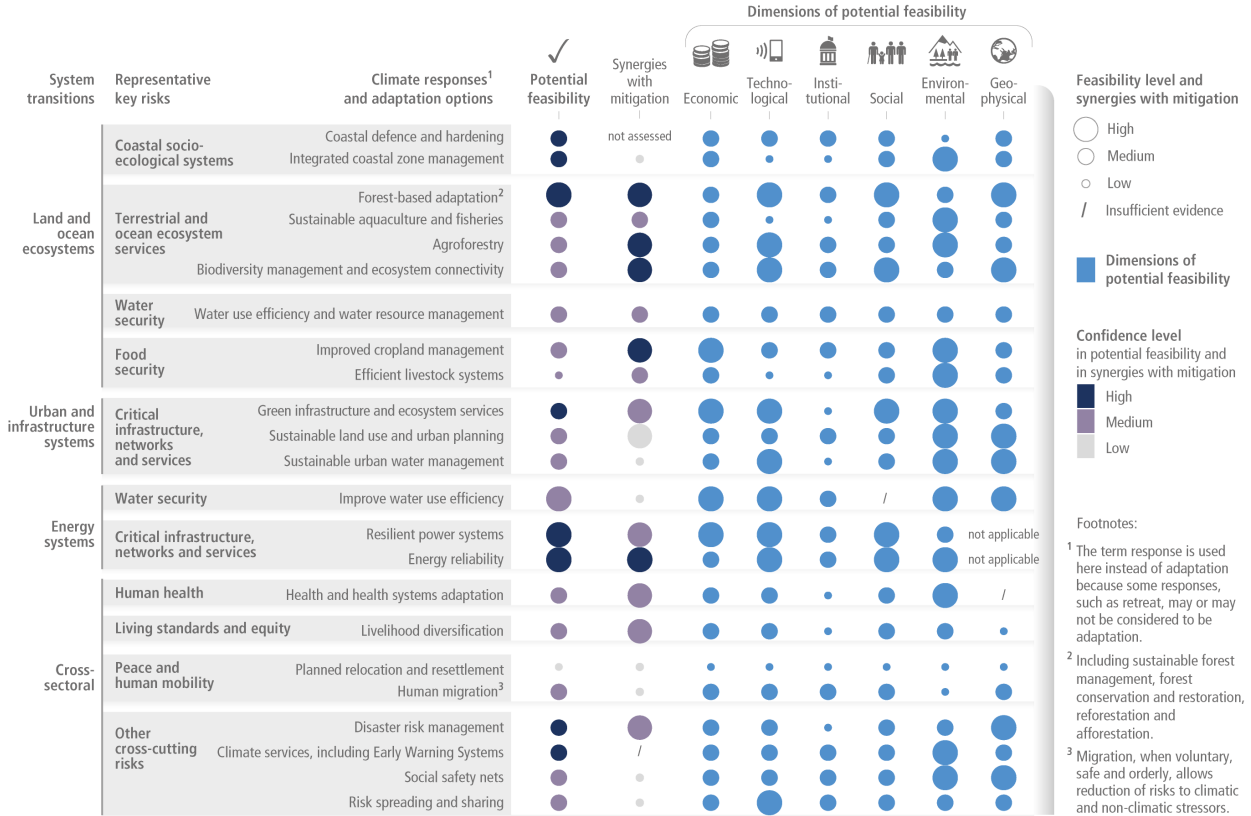 Dimensions of potential feasibility
System
transitions
Representative
key risks
Climate responses1
and adaptation options
Potential
feasibility
Synergies
with
mitigation
Economic
Techno-
logical
Insti-
tutional
Social
Environ-
mental
Geo-
physical
Land and
ocean
ecosystems
Coastal socio-
ecological systems
Coastal defence and hardening
not assessed
Integrated coastal zone management
Terrestrial and
ocean ecosystem
services
Forest-based adaptation2
Sustainable aquaculture and fisheries
Agroforestry
Biodiversity management and ecosystem connectivity
Water
security
Water use efficiency and water resource management
Food
security
Improved cropland management
Efficient livestock systems
Urban and
infrastructure
systems
Critical
infrastructure,
networks
and services
Green infrastructure and ecosystem services
Sustainable land use and urban planning
Sustainable urban water management
Energy
systems
Water security
Improve water use efficiency
/
Critical infrastructure,
networks and services
Resilient power systems
not applicable
Energy reliability
not applicable
Cross-
sectoral
Human health
Health and health systems adaptation
/
Living standards and equity
Livelihood diversification
Peace and
human mobility
Planned relocation and resettlement
Human migration3
Other
cross-cutting
risks
Disaster risk management
Climate services, including Early Warning Systems
/
Social safety nets
Risk spreading and sharing
Feasibility level and
synergies with mitigation
High
Medium
Low
/ Insufficient evidence
Dimensions of
potential feasibility
Confidence level
in potential feasibility and
in synergies with mitigation
High
Medium
Low
Footnotes:
1 The term response is used
here instead of adaptation
because some responses,
such as retreat, may or may
not be considered to be
adaptation.
2 Including sustainable forest
management, forest
conservation and restoration,
reforestation and
afforestation.
3 Migration, when voluntary,
safe and orderly, allows
reduction of risks to climatic
and non-climatic stressors.